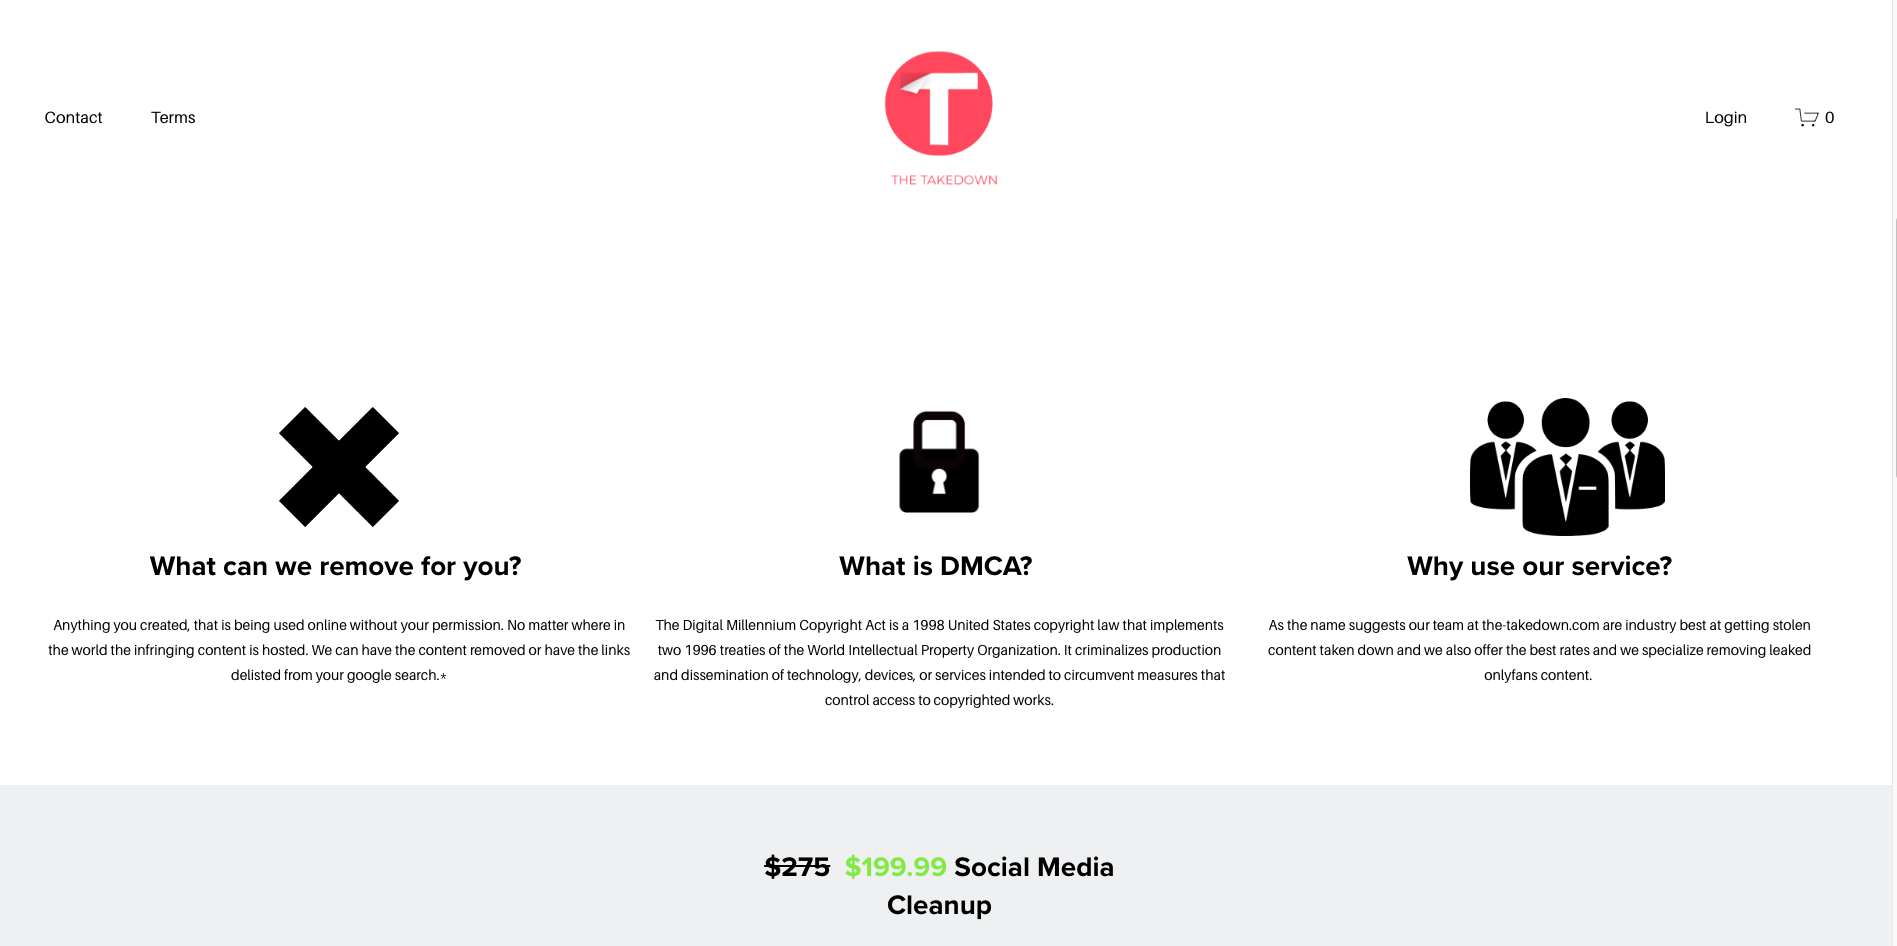 Contact
Terms
T
THE TAKEDOWN
Login
0
What can we remove for you?
Anything you created, that is being used online without your permission. No matter where in
the world the infringing content is hosted. We can have the content removed or have the links
delisted from your google search.*
What is DMCA?
The Digital Millennium Copyright Act is a 1998 United States copyright law that implements
two 1996 treaties of the World Intellectual Property Organization. It criminalizes production
and dissemination of technology, devices, or services intended to circumvent measures that
control access to copyrighted works.
Why use our service?
As the name suggests our team at the-takedown.com are industry best at getting stolen
content taken down and we also offer the best rates and we specialize removing leaked
onlyfans content.
$275 $199.99 Social Media
Cleanup